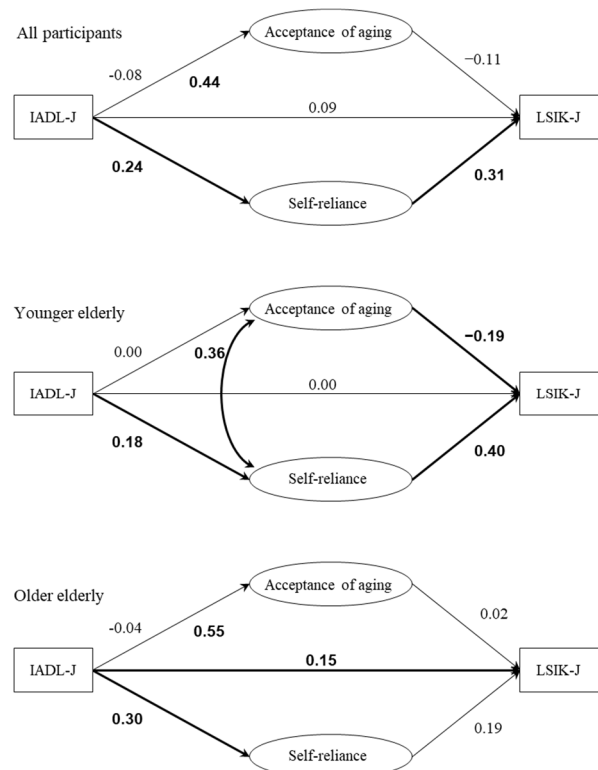 All participants
Acceptance of aging
-0.08
0.44
−0.11
IADL-J
0.09
LSIK-J
0.24
0.31
Self-reliance
Younger elderly
Acceptance of aging
0.00
0.36
−0.19
IADL-J
0.00
LSIK-J
0.18
0.40
Self-reliance
Older elderly
Acceptance of aging
-0.04
0.55
0.02
IADL-J
0.15
LSIK-J
0.30
0.19
Self-reliance